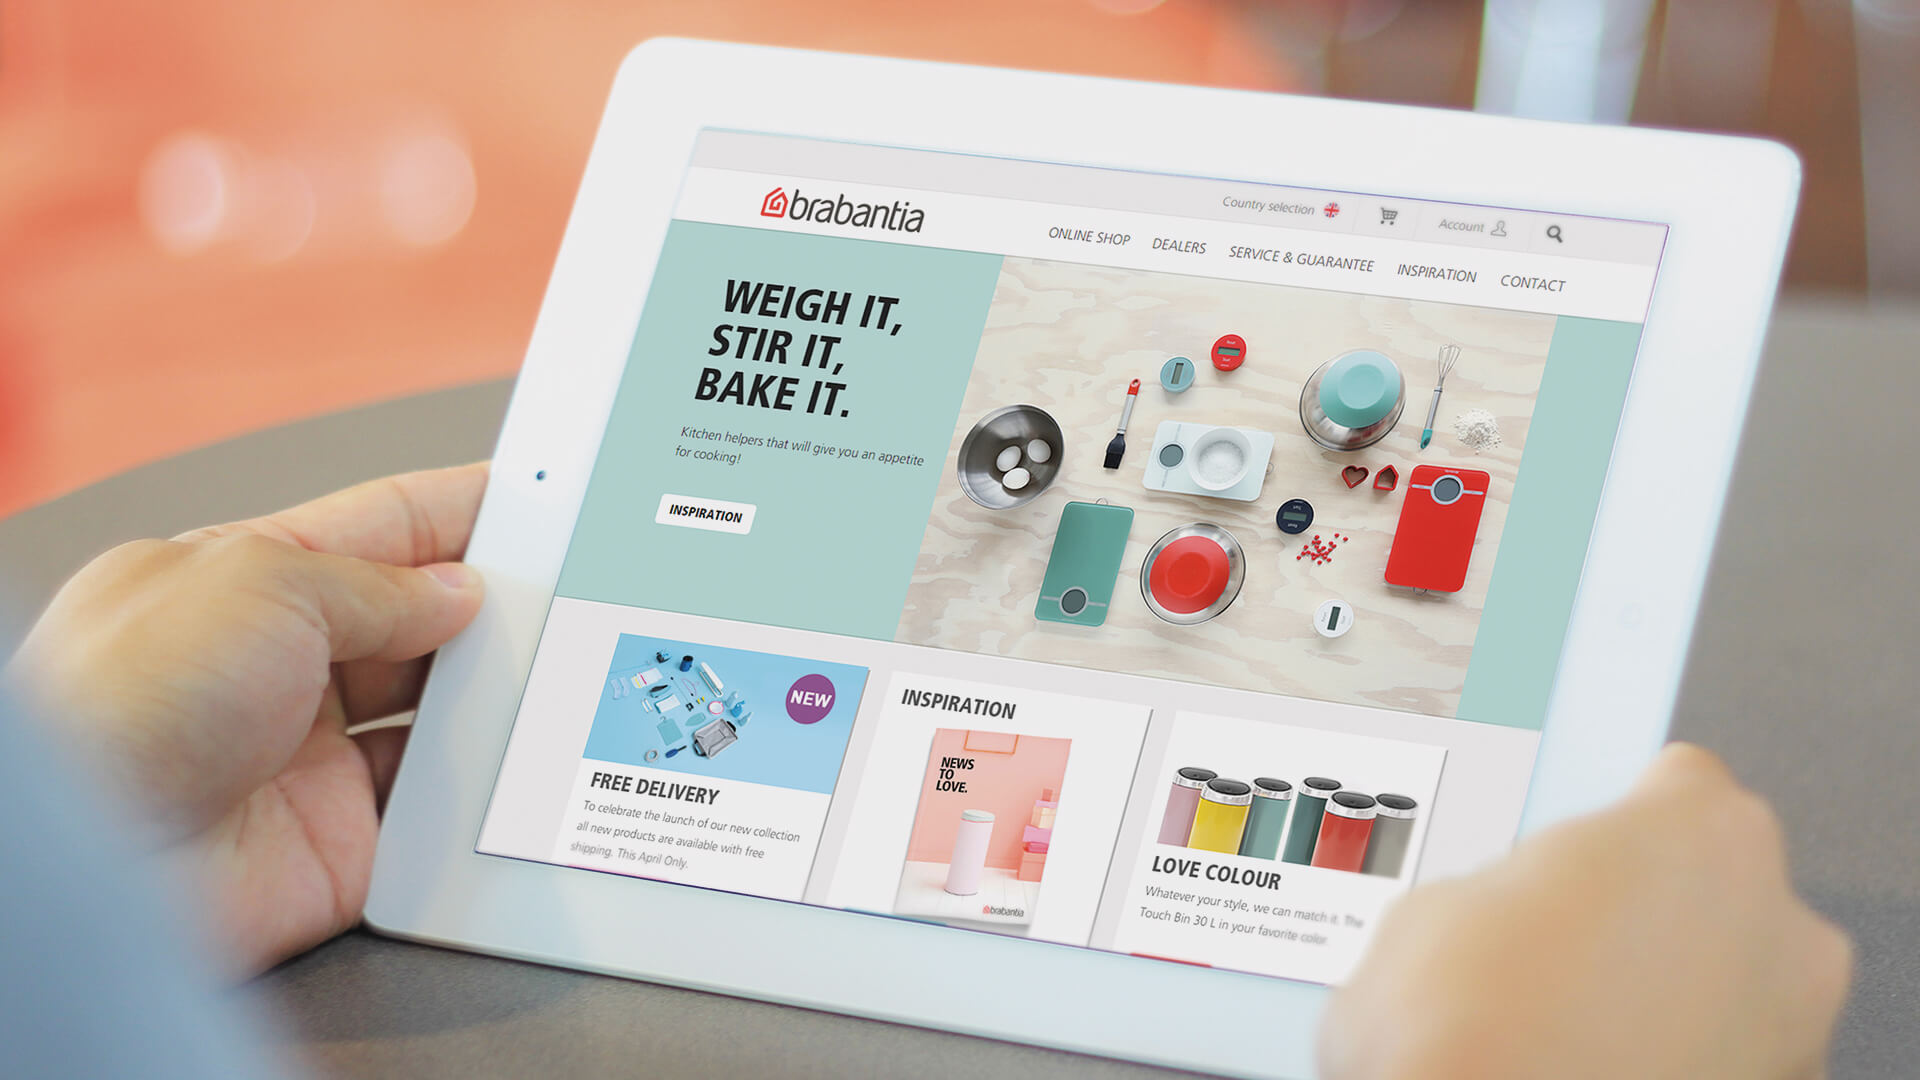 Country selection
Account
brabantia
ONLINE SHOP
DEALERS
SERVICE & GUARANTEE
INSPIRATION
CONTACT
WEIGH IT,
STIR IT,
BAKE IT.
Kitchen helpers that will give you an appetite
for cooking!
INSPIRATION
NEW
FREE DELIVERY
To celebrate the launch of our new collection
all new products are available with free
shipping. This April Only.
INSPIRATION
NEWS
TO
LOVE.
brabantia
LOVE COLOUR
Whatever your style, we can match it. The
Touch Bin 30 L in your favorite color.